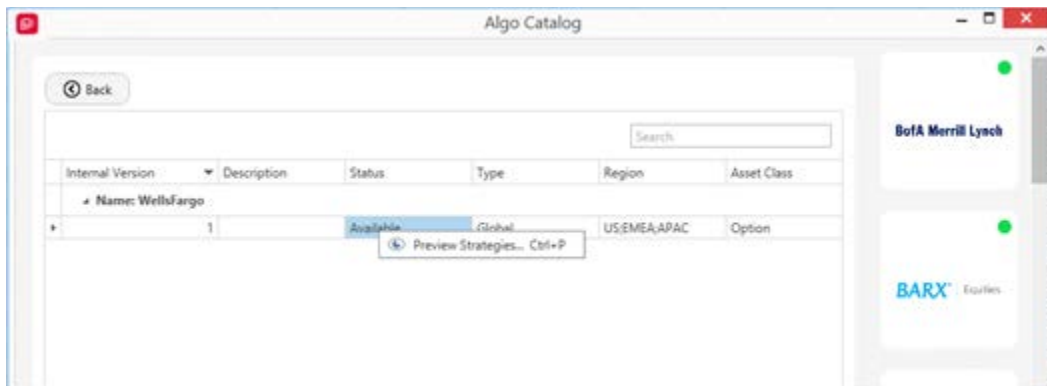 Algo Catalog
Back
Search
BofA Merrill Lynch
Internal Version Description Status Type Region Asset Class
Name: WellsFargo
1 Available Global US;EMEA;APAC Option
Preview Strategies... Ctrl+P
BARX Equities